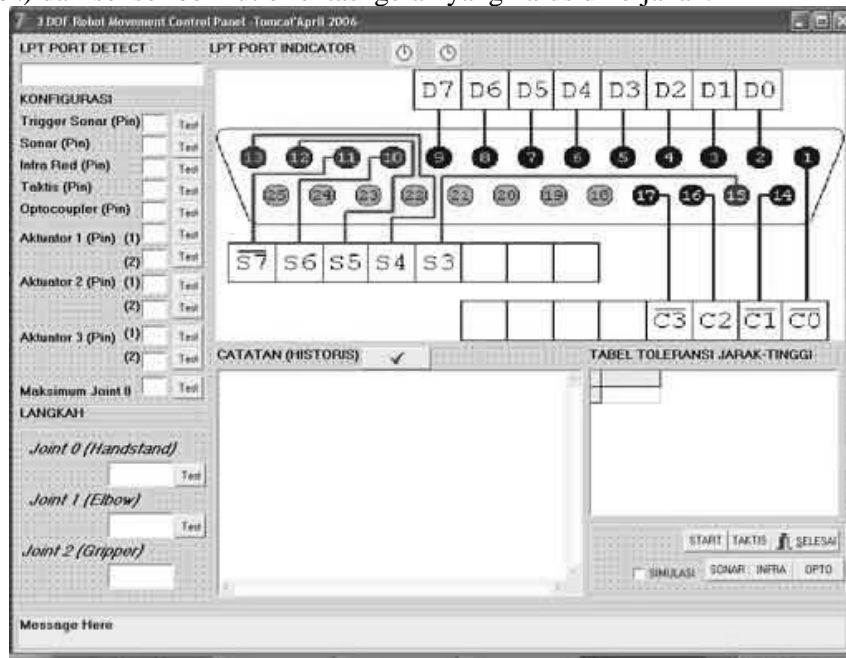 3 DOF Robot Movement Control Panel -Tomcat'April 2006
LPT PORT DETECT
LPT PORT INDICATOR
D7 D6 D5 D4 D3 D2 D1 D0
13 12 11 10 9 8 7 6 5 4 3 2 1
25 24 23 22 21 20 19 18 17 16 15 14
S7 S6 S5 S4 S3
C3 C2 C1 C0
KONFIGURASI
Trigger Sonar (Pin) Test
Sonar (Pin) Test
Infra Red (Pin) Test
Taktis (Pin) Test
Optocoupler (Pin) Test
Aktuator 1 (Pin) (1) Test
(2) Test
Aktuator 2 (Pin) (1) Test
(2) Test
Aktuator 3 (Pin) (1) Test
(2) Test
Maksimum Joint 0 Test
LANGKAH
Joint 0 (Handstand)
Test
Joint 1 (Elbow)
Test
Joint 2 (Gripper)
CATATAN (HISTORIS)
TABEL TOLERANSI JARAK-TINGGI
START TAKTIS SELESAI
SIMULASI SONAR INFRA OPTO
Message Here